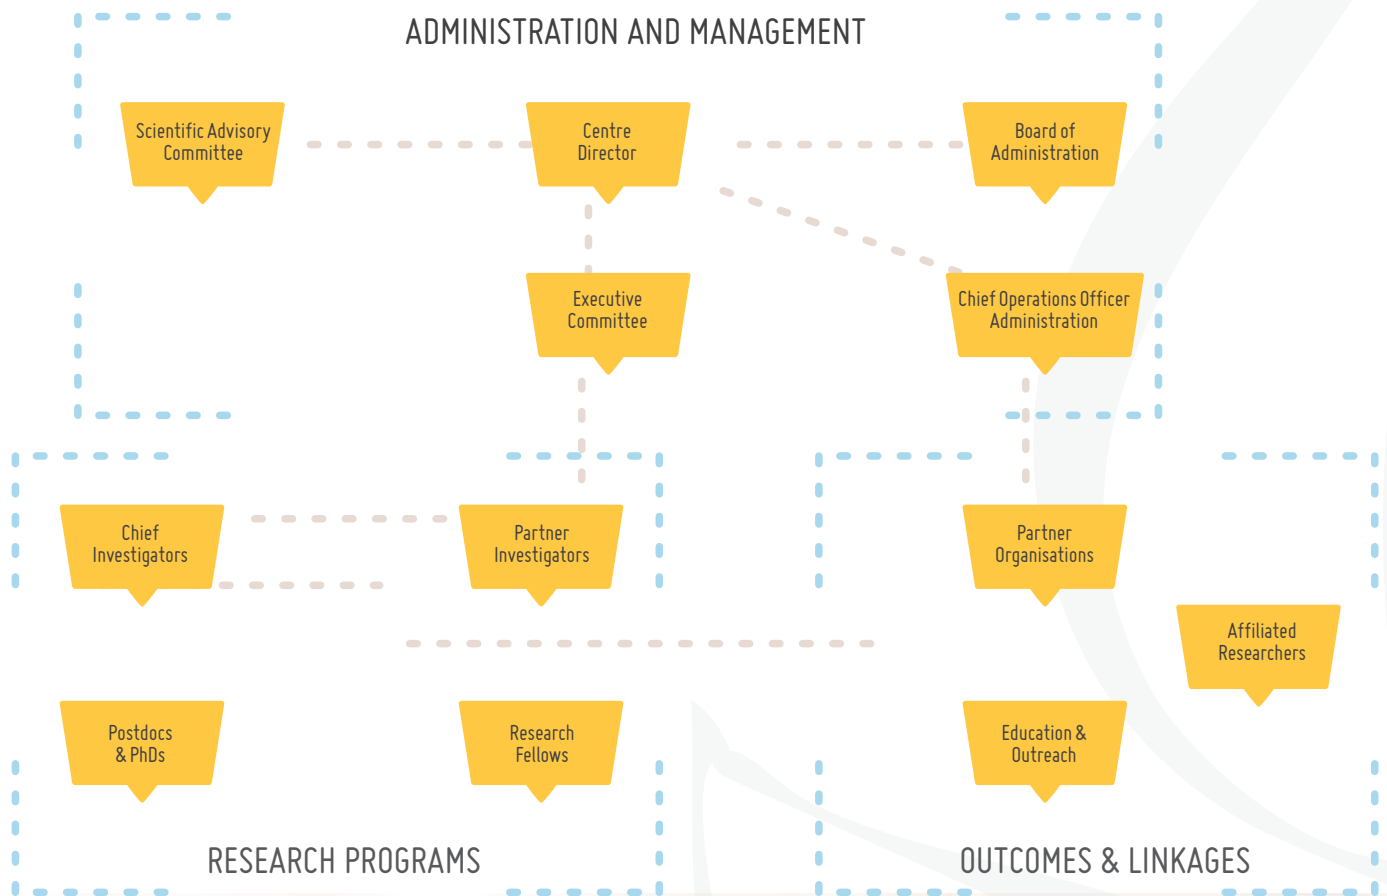 ADMINISTRATION AND MANAGEMENT
Scientific Advisory
Committee
Centre
Director
Board of
Administration
Executive
Committee
Chief Operations Officer
Administration
Chief
Investigators
Partner
Investigators
Partner
Organisations
Affiliated
Researchers
Postdocs
& PhDs
Research
Fellows
Education &
Outreach
RESEARCH PROGRAMS
OUTCOMES & LINKAGES